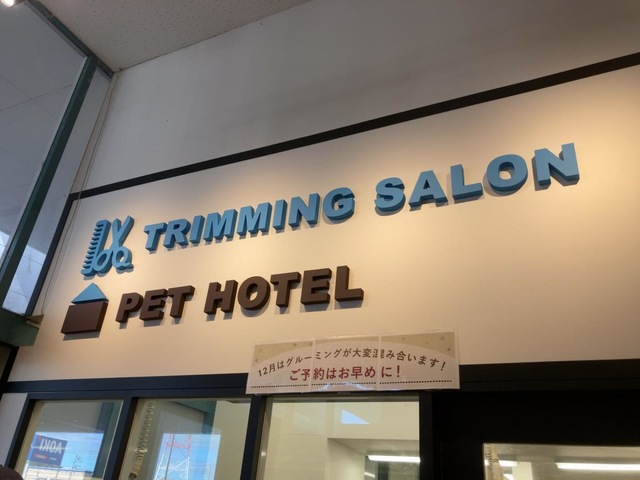 TRIMMING SALON
PET HOTEL
12月はグルーミングが大変混み合います!
ご予約はお早めに!
AOKI